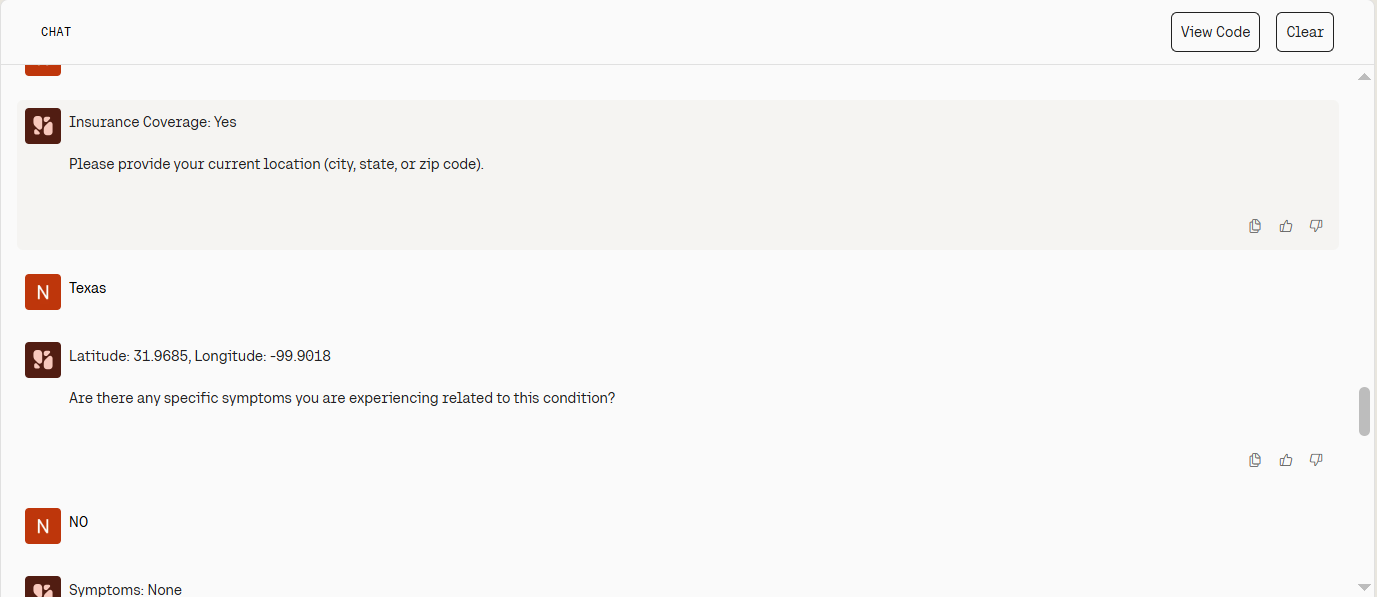 CHAT
View Code
Clear
Insurance Coverage: Yes
Please provide your current location (city, state, or zip code).
N
Texas
Latitude: 31.9685, Longitude: -99.9018
Are there any specific symptoms you are experiencing related to this condition?
N
NO
Symptoms: None